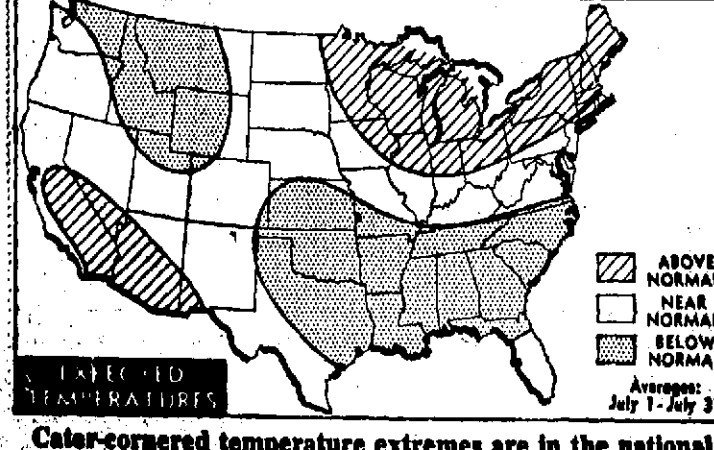 ABOVE
NORMA
NEAR
NORMA
BELOW
NORMA
Averages:
July 1 - July 3
EXPECTED
TEMPERATURES
Cater-cornered temperature extremes are in the national